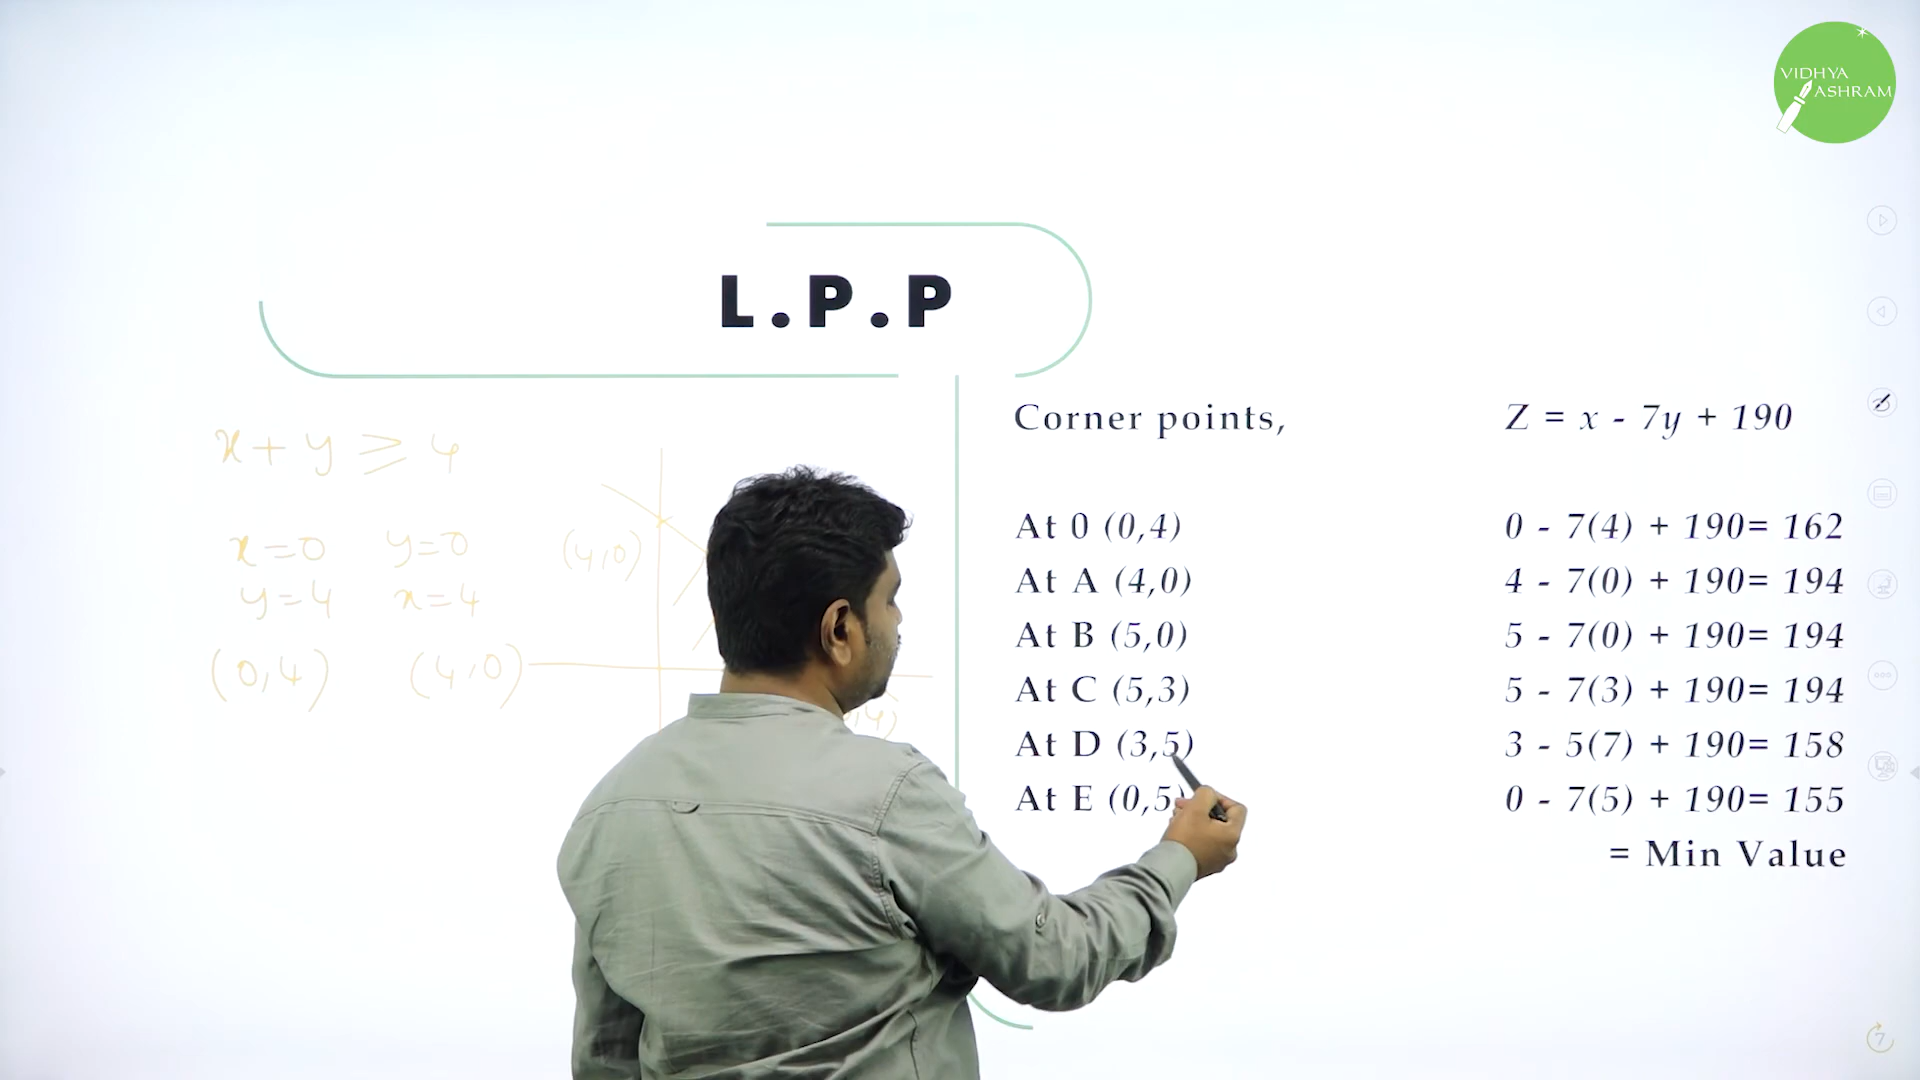 VIDHYA
ASHRAM
L.P.P
x + y ≥ 4
x=0 y=0
y=4 x=4
(0,4) (4,0)
(4,0)
Corner points, Z = x - 7y + 190
At 0 (0,4) 0 - 7(4) + 190= 162
At A (4,0) 4 - 7(0) + 190= 194
At B (5,0) 5 - 7(0) + 190= 194
At C (5,3) 5 - 7(3) + 190= 194
At D (3,5) 3 - 5(7) + 190= 158
At E (0,5) 0 - 7(5) + 190= 155
= Min Value
7